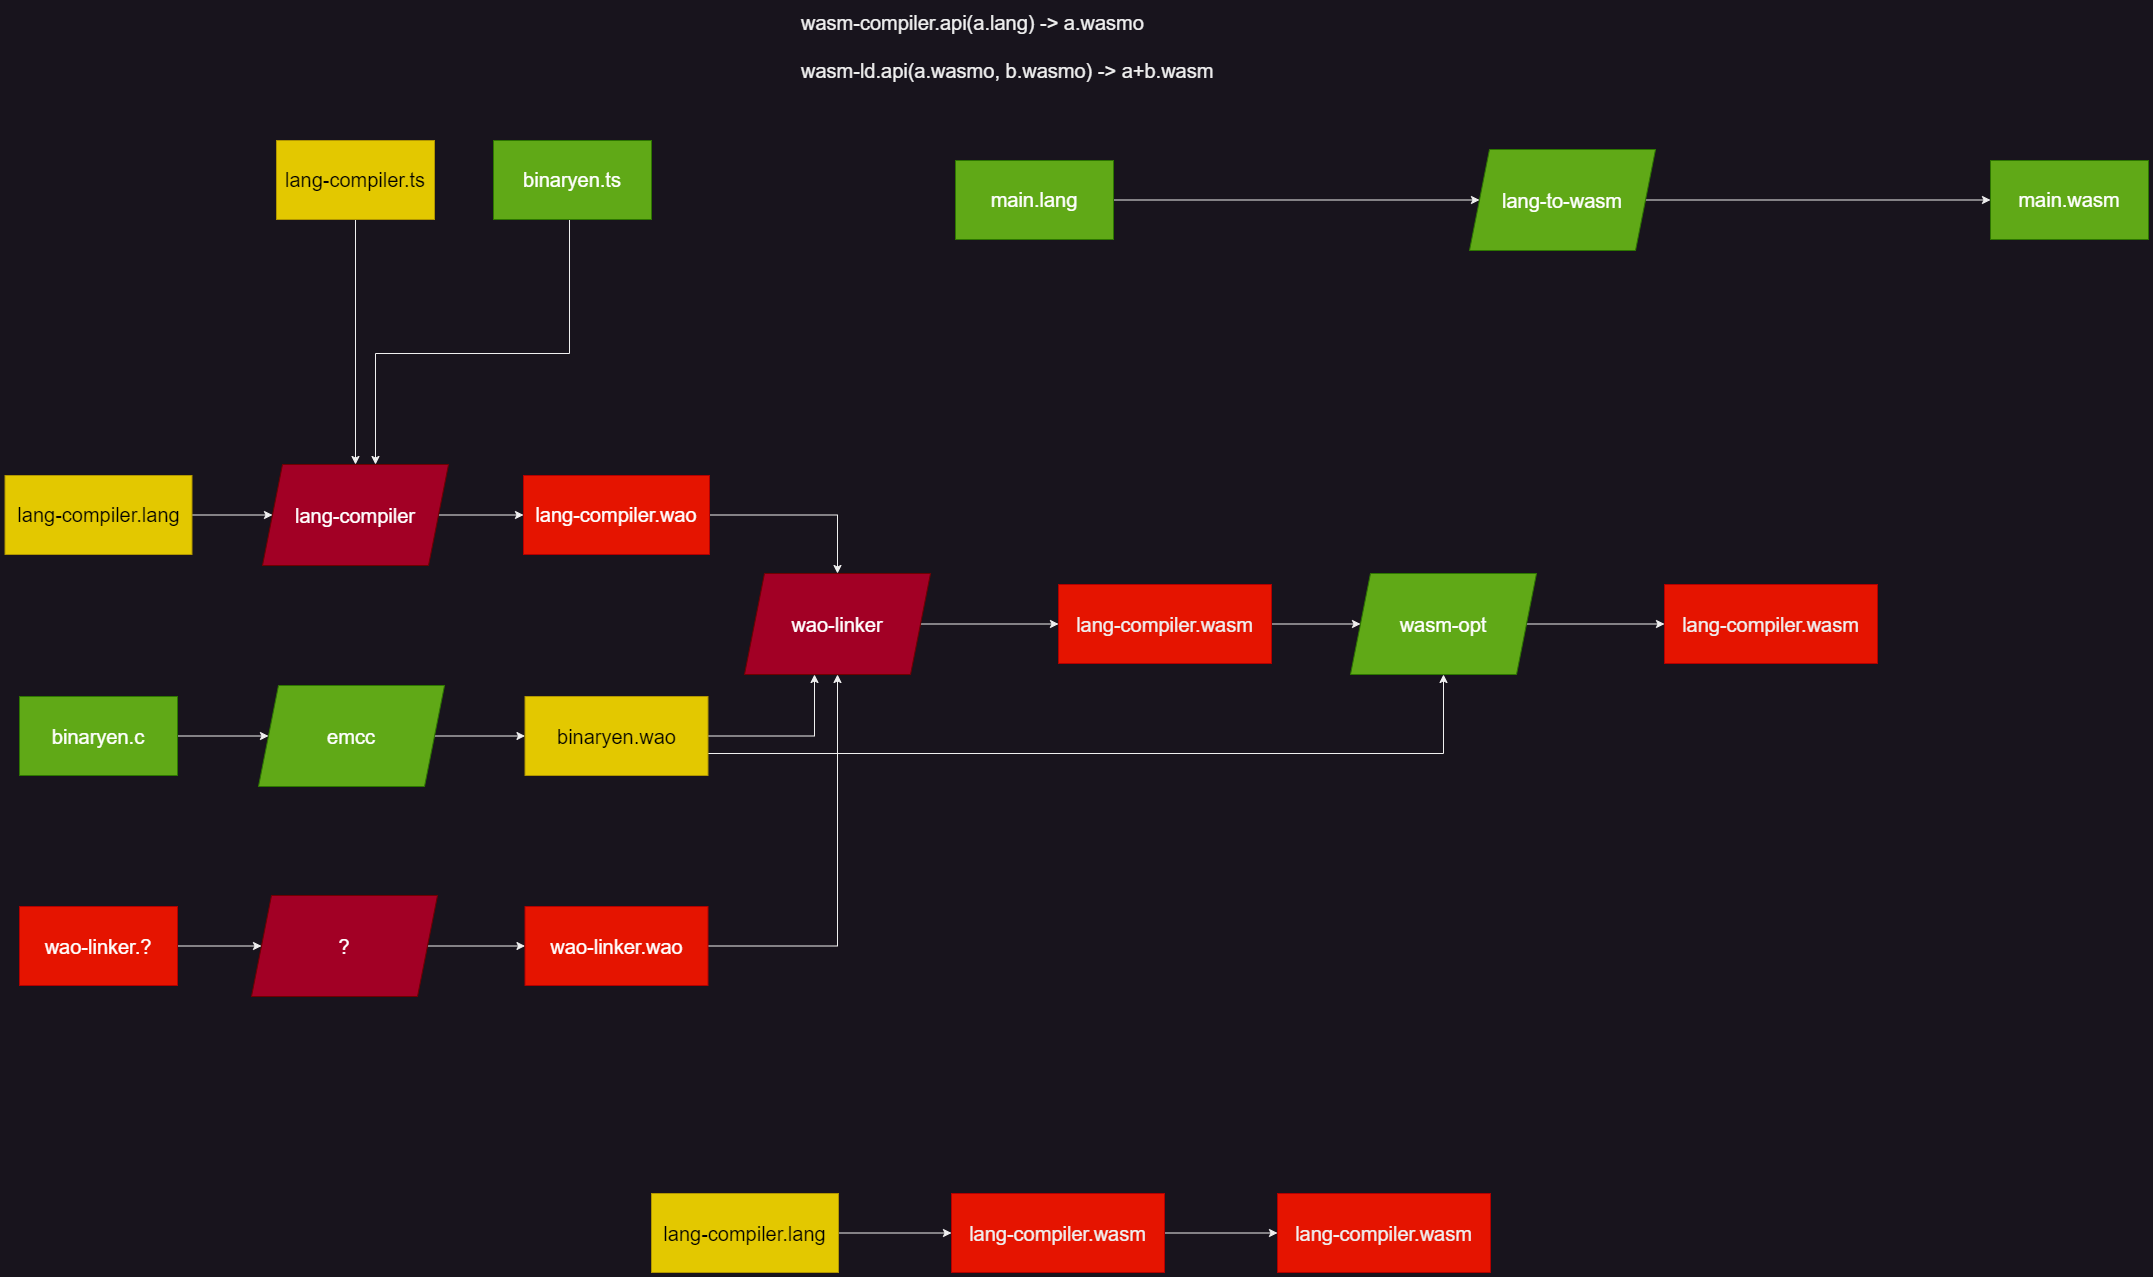 wasm-compiler.api(a.lang) -> a.wasmo
wasm-ld.api(a.wasmo, b.wasmo) -> a+b.wasm
lang-compiler.ts
binaryen.ts
main.lang
lang-to-wasm
main.wasm
lang-compiler.lang
lang-compiler
lang-compiler.wao
wao-linker
lang-compiler.wasm
wasm-opt
lang-compiler.wasm
binaryen.c
emcc
binaryen.wao
wao-linker.?
?
wao-linker.wao
lang-compiler.lang
lang-compiler.wasm
lang-compiler.wasm